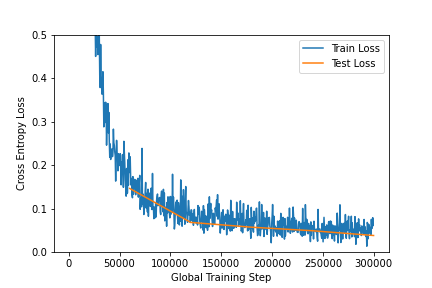 0.5
Train Loss
Test Loss
0.4
0.3
0.2
0.1
0.0
Cross Entropy Loss
0 50000 100000 150000 200000 250000 300000
Global Training Step